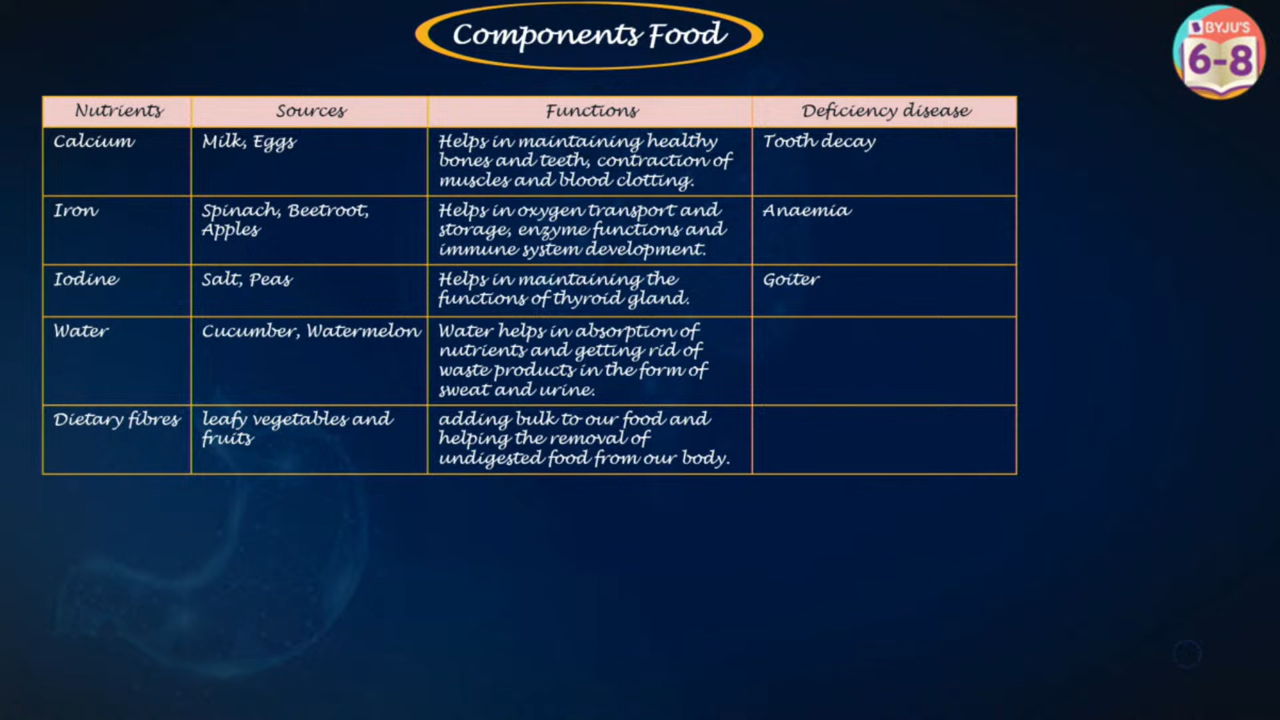 Components Food
BYJU'S
6-8
Nutrients
Sources
Functions
Deficiency disease
Calcium
Milk, Eggs
Helps in maintaining healthy
bones and teeth, contraction of
muscles and blood clotting.
Tooth decay
Iron
Spinach, Beetroot,
Apples
Helps in oxygen transport and
storage, enzyme functions and
immune system development.
Anaemia
Iodine
Salt, Peas
Helps in maintaining the
functions of thyroid gland.
Goiter
Water
Cucumber, Watermelon
Water helps in absorption of
nutrients and getting rid of
waste products in the form of
sweat and urine.
Dietary fibres
leafy vegetables and
fruits
adding bulk to our food and
helping the removal of
undigested food from our body.